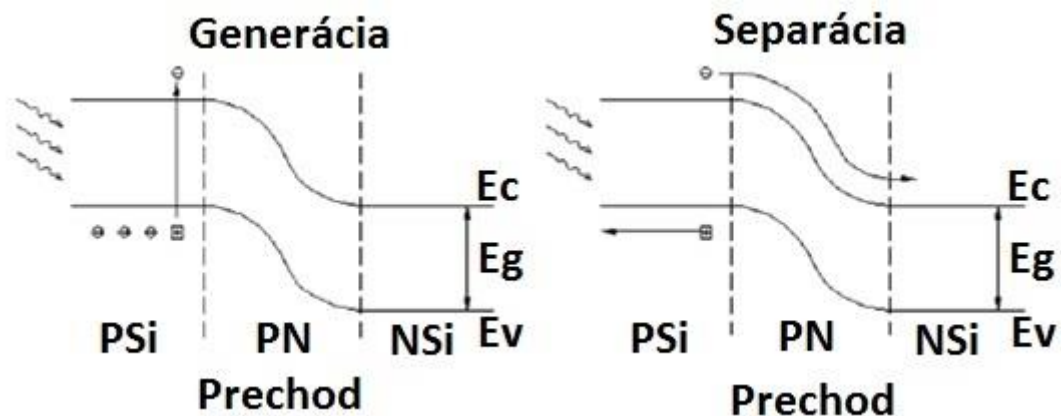 Generácia
Ec
Eg
Ev
PSi
PN
NSi
Prechod
Separácia
Ec
Eg
Ev
PSi
PN
NSi
Prechod